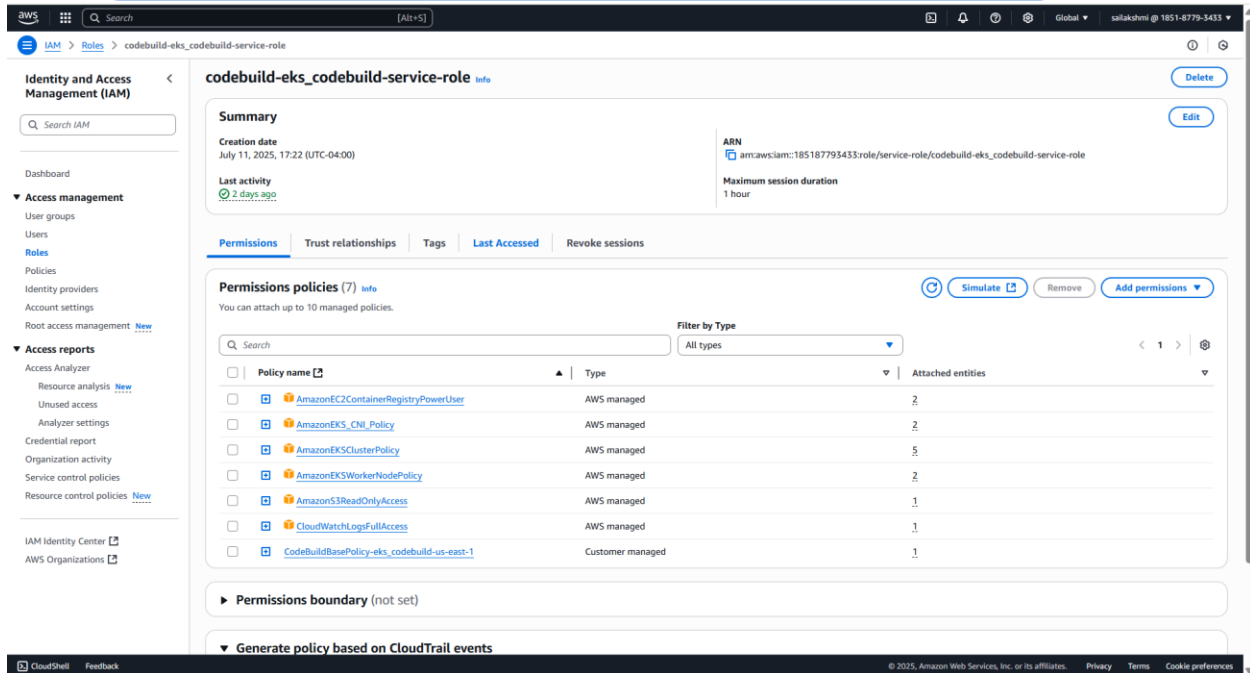 aws
Search [Alt+S]
Global ▼ sailakshmi @ 1851-8779-3433 ▼
IAM > Roles > codebuild-eks_codebuild-service-role
Identity and Access Management (IAM)
Search IAM
Dashboard
Access management
User groups
Users
Roles
Policies
Identity providers
Account settings
Root access management New
Access reports
Access Analyzer
Resource analysis New
Unused access
Analyzer settings
Credential report
Organization activity
Service control policies
Resource control policies New
IAM Identity Center
AWS Organizations
codebuild-eks_codebuild-service-role Info
Delete
Summary
Edit
Creation date
July 11, 2025, 17:22 (UTC-04:00)
ARN
arn:aws:iam::185187793433:role/service-role/codebuild-eks_codebuild-service-role
Last activity
2 days ago
Maximum session duration
1 hour
Permissions Trust relationships Tags Last Accessed Revoke sessions
Permissions policies (7) Info
Simulate Remove Add permissions ▼
You can attach up to 10 managed policies.
Filter by Type
Search All types
1
Policy name Type Attached entities
AmazonEC2ContainerRegistryPowerUser AWS managed 2
AmazonEKS_CNI_Policy AWS managed 2
AmazonEKSClusterPolicy AWS managed 5
AmazonEKSWorkerNodePolicy AWS managed 2
AmazonS3ReadOnlyAccess AWS managed 1
CloudWatchLogsFullAccess AWS managed 1
CodeBuildBasePolicy-eks_codebuild-us-east-1 Customer managed 1
Permissions boundary (not set)
Generate policy based on CloudTrail events
CloudShell Feedback © 2025, Amazon Web Services, Inc. or its affiliates. Privacy Terms Cookie preferences